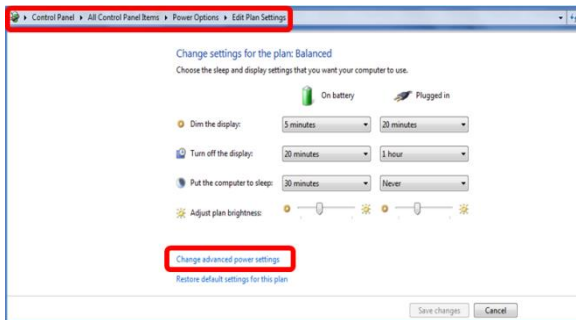 Control Panel ▸ All Control Panel Items ▸ Power Options ▸ Edit Plan Settings
Change settings for the plan: Balanced
Choose the sleep and display settings that you want your computer to use.
On battery Plugged in
Dim the display: 5 minutes 20 minutes
Turn off the display: 20 minutes 1 hour
Put the computer to sleep: 30 minutes Never
Adjust plan brightness:
Change advanced power settings
Restore default settings for this plan
Save changes Cancel